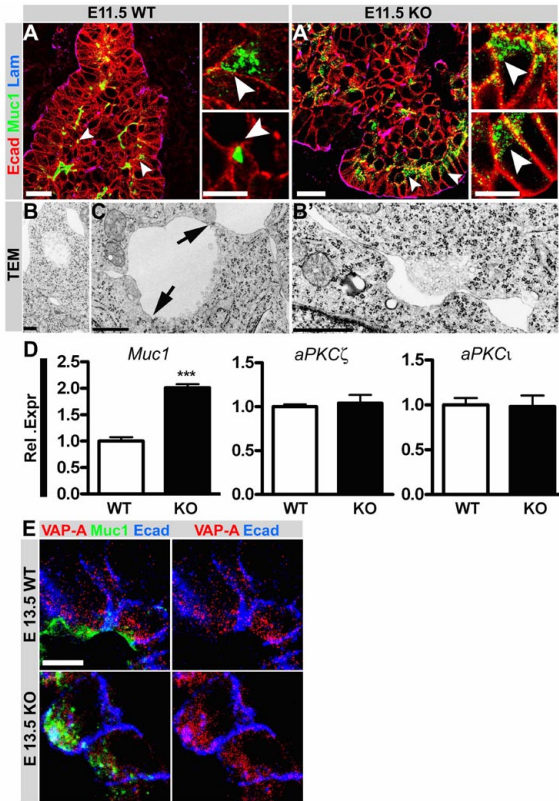 E11.5 WT
E11.5 KO
A
A'
Ecad Muc1 Lam
B
C
B'
TEM
D
Muc1
aPKCζ
aPKCι
Rel .Expr
2.5
2.0
1.5
1.0
0.5
0.0
***
WT
KO
1.5
1.0
0.5
0.0
WT
KO
1.5
1.0
0.5
0.0
WT
KO
E
VAP-A Muc1 Ecad
VAP-A Ecad
E 13.5 WT
E 13.5 KO